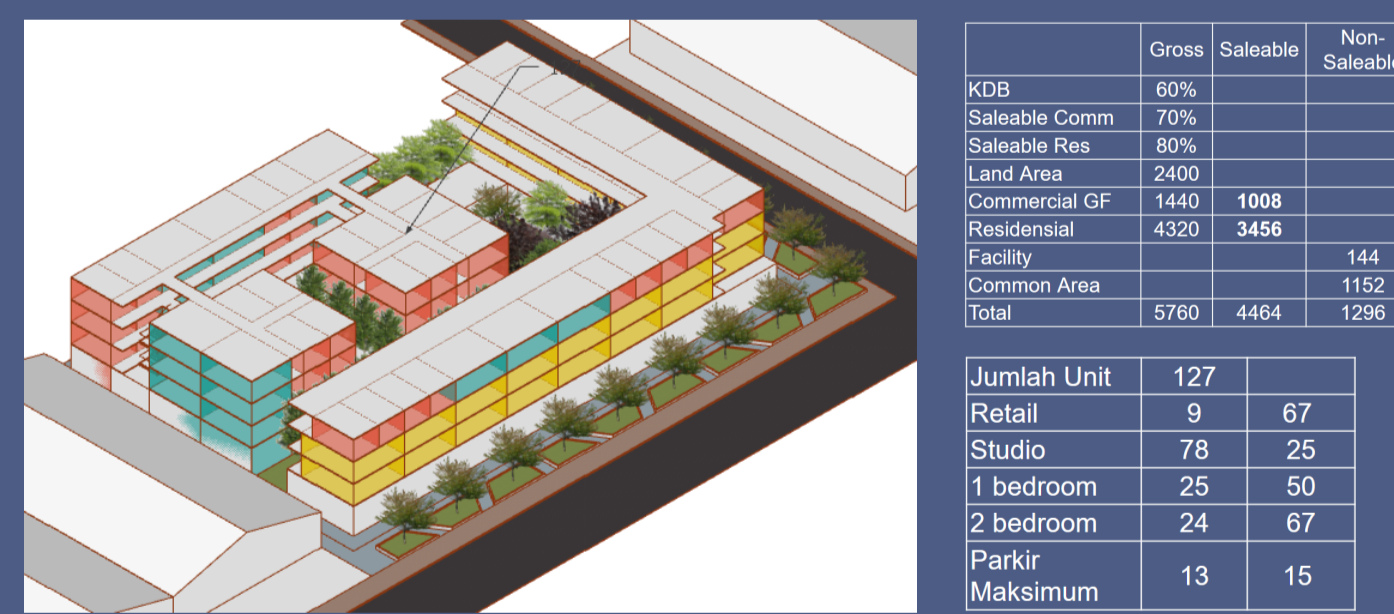 Gross Saleable Non-
Saleable
KDB 60%
Saleable Comm 70%
Saleable Res 80%
Land Area 2400
Commercial GF 1440 1008
Residensial 4320 3456
Facility 144
Common Area 1152
Total 5760 4464 1296
Jumlah Unit 127
Retail 9 67
Studio 78 25
1 bedroom 25 50
2 bedroom 24 67
Parkir
Maksimum 13 15